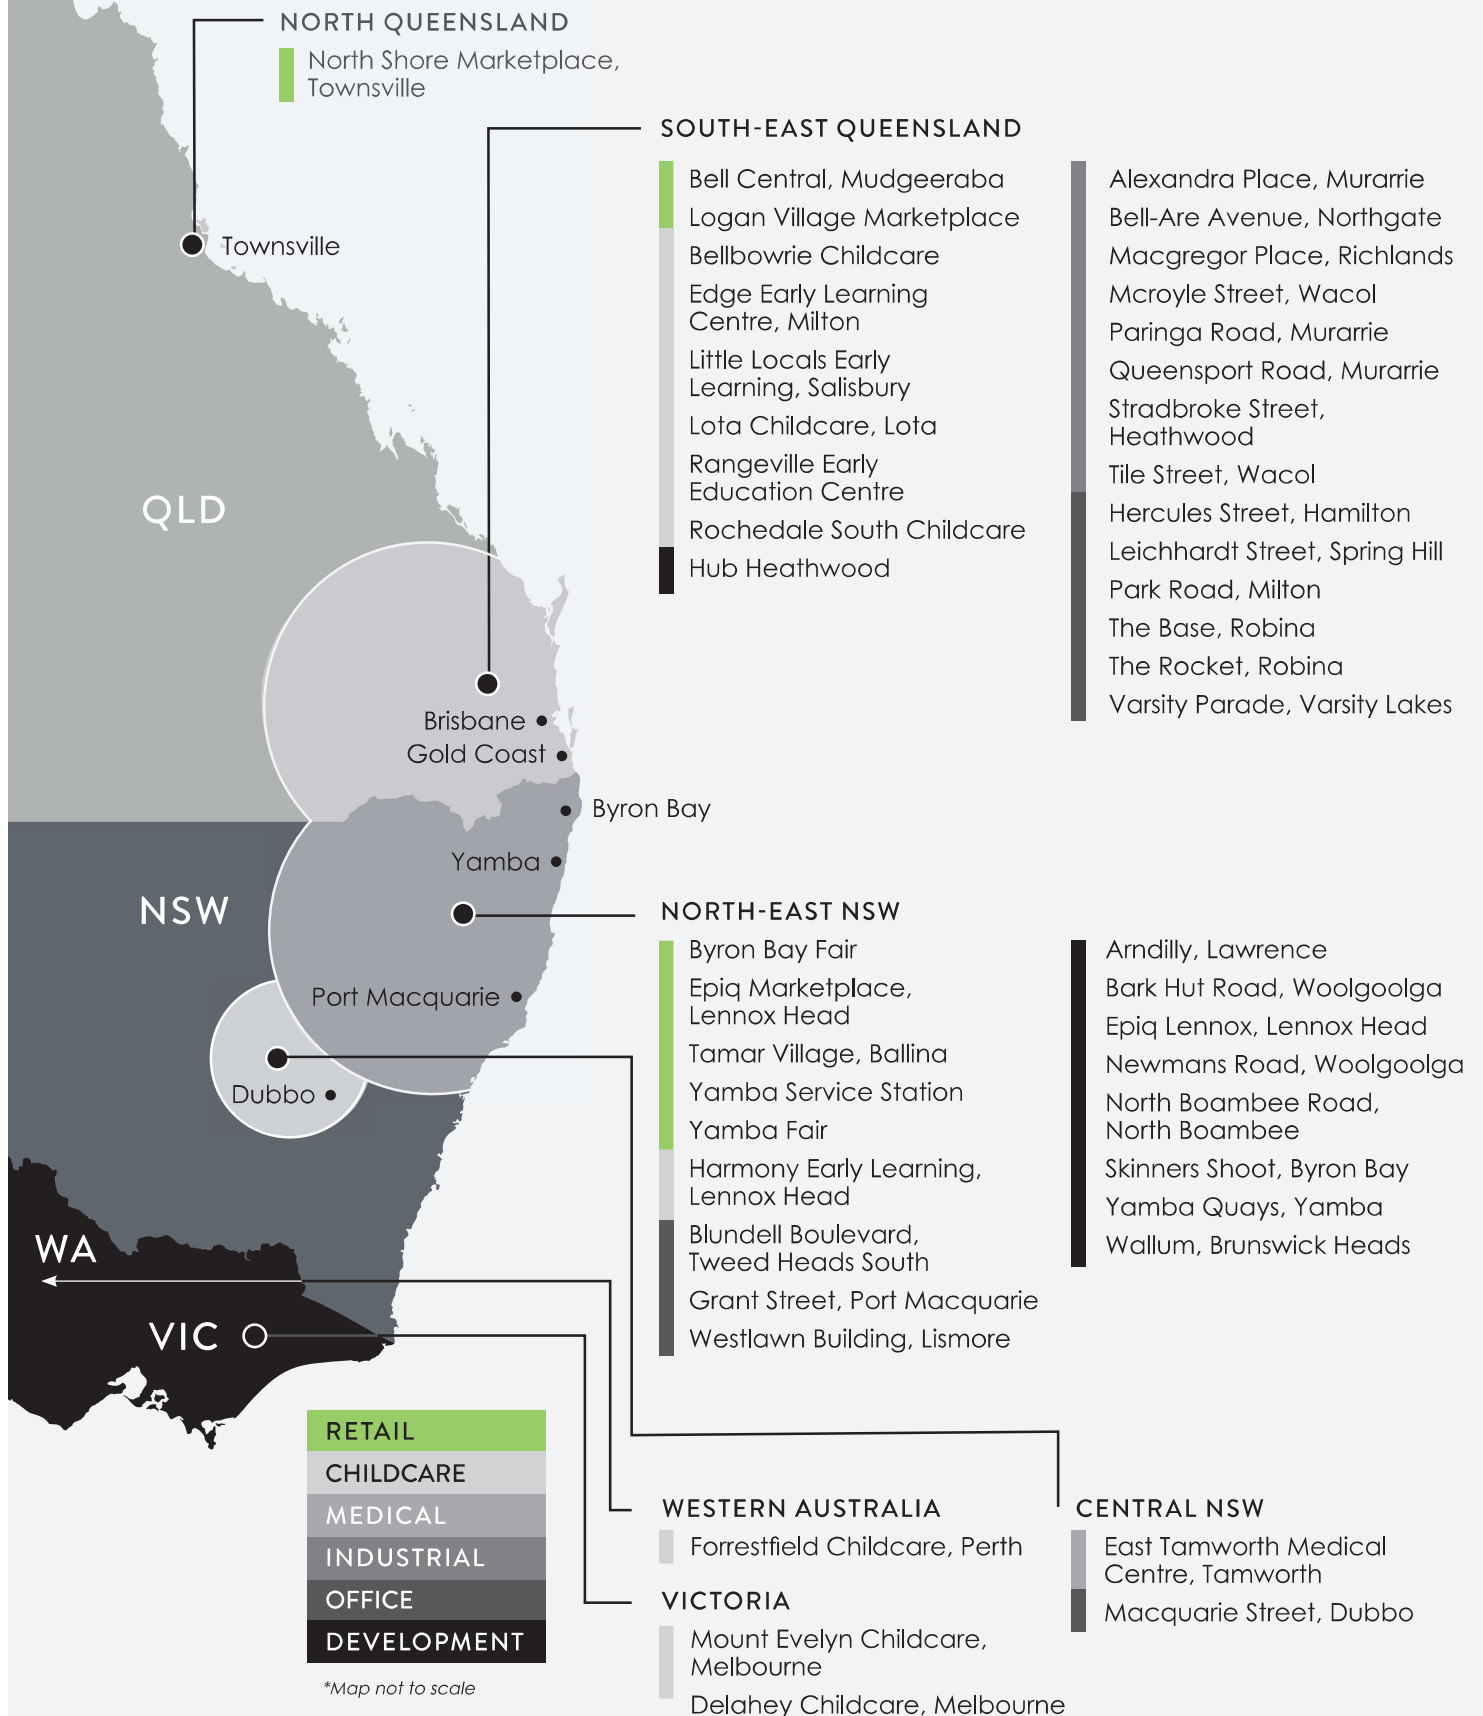 NORTH QUEENSLAND
North Shore Marketplace,
Townsville
SOUTH-EAST QUEENSLAND
Bell Central, Mudgeeraba
Logan Village Marketplace
Bellbowrie Childcare
Edge Early Learning
Centre, Milton
Little Locals Early
Learning, Salisbury
Lota Childcare, Lota
Rangeville Early
Education Centre
Rochedale South Childcare
Hub Heathwood
Alexandra Place, Murarrie
Bell-Are Avenue, Northgate
Macgregor Place, Richlands
Mcroyle Street, Wacol
Paringa Road, Murarrie
Queensport Road, Murarrie
Stradbroke Street,
Heathwood
Tile Street, Wacol
Hercules Street, Hamilton
Leichhardt Street, Spring Hill
Park Road, Milton
The Base, Robina
The Rocket, Robina
Varsity Parade, Varsity Lakes
Townsville
QLD
Brisbane
Gold Coast
Byron Bay
Yamba
NSW
Port Macquarie
Dubbo
WA
VIC
NORTH-EAST NSW
Byron Bay Fair
Epiq Marketplace,
Lennox Head
Tamar Village, Ballina
Yamba Service Station
Yamba Fair
Harmony Early Learning,
Lennox Head
Blundell Boulevard,
Tweed Heads South
Grant Street, Port Macquarie
Westlawn Building, Lismore
Arndilly, Lawrence
Bark Hut Road, Woolgoolga
Epiq Lennox, Lennox Head
Newmans Road, Woolgoolga
North Boambee Road,
North Boambee
Skinners Shoot, Byron Bay
Yamba Quays, Yamba
Wallum, Brunswick Heads
RETAIL
CHILDCARE
MEDICAL
INDUSTRIAL
OFFICE
DEVELOPMENT
*Map not to scale
WESTERN AUSTRALIA
Forrestfield Childcare, Perth
VICTORIA
Mount Evelyn Childcare,
Melbourne
Delahey Childcare, Melbourne
CENTRAL NSW
East Tamworth Medical
Centre, Tamworth
Macquarie Street, Dubbo